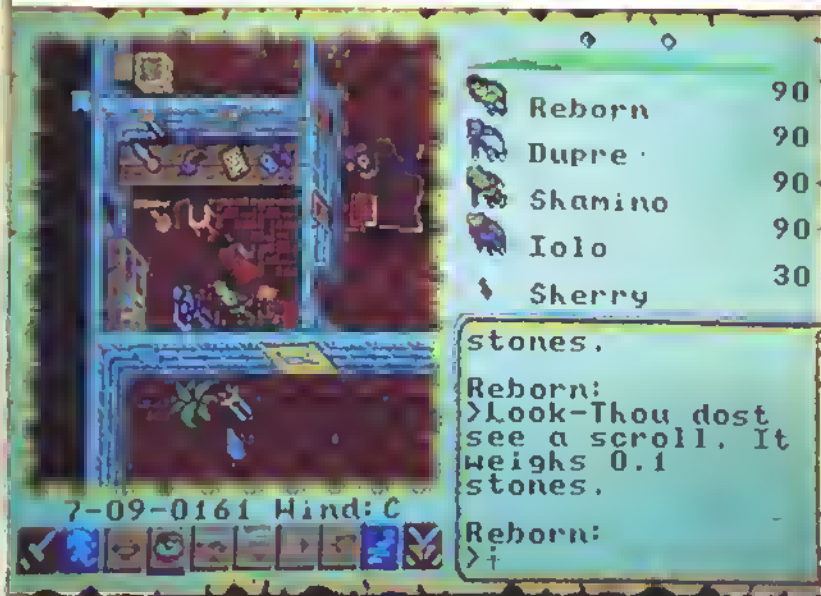 Reborn 90
Dupre 90
Shamino 90
Iolo 90
Sherry 30
stones.
Reborn:
>Look-Thou dost
see a scroll. It
weighs 0.1
stones.
Reborn:
>
7-09-0161 Wind:C